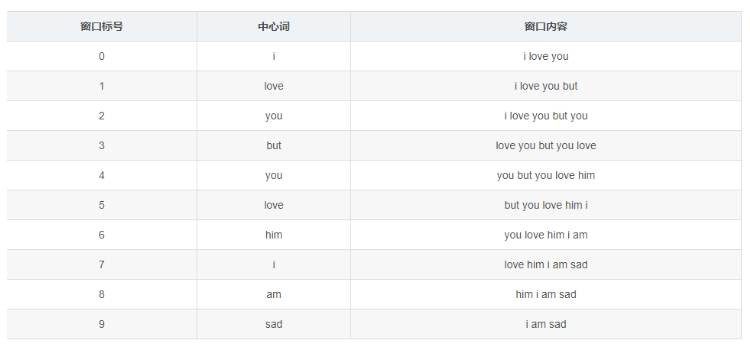 窗口标号 中心词 窗口内容
0 i i love you
1 love i love you but
2 you i love you but you
3 but love you but you love
4 you you but you love him
5 love but you love him i
6 him you love him i am
7 i love him i am sad
8 am him i am sad
9 sad i am sad